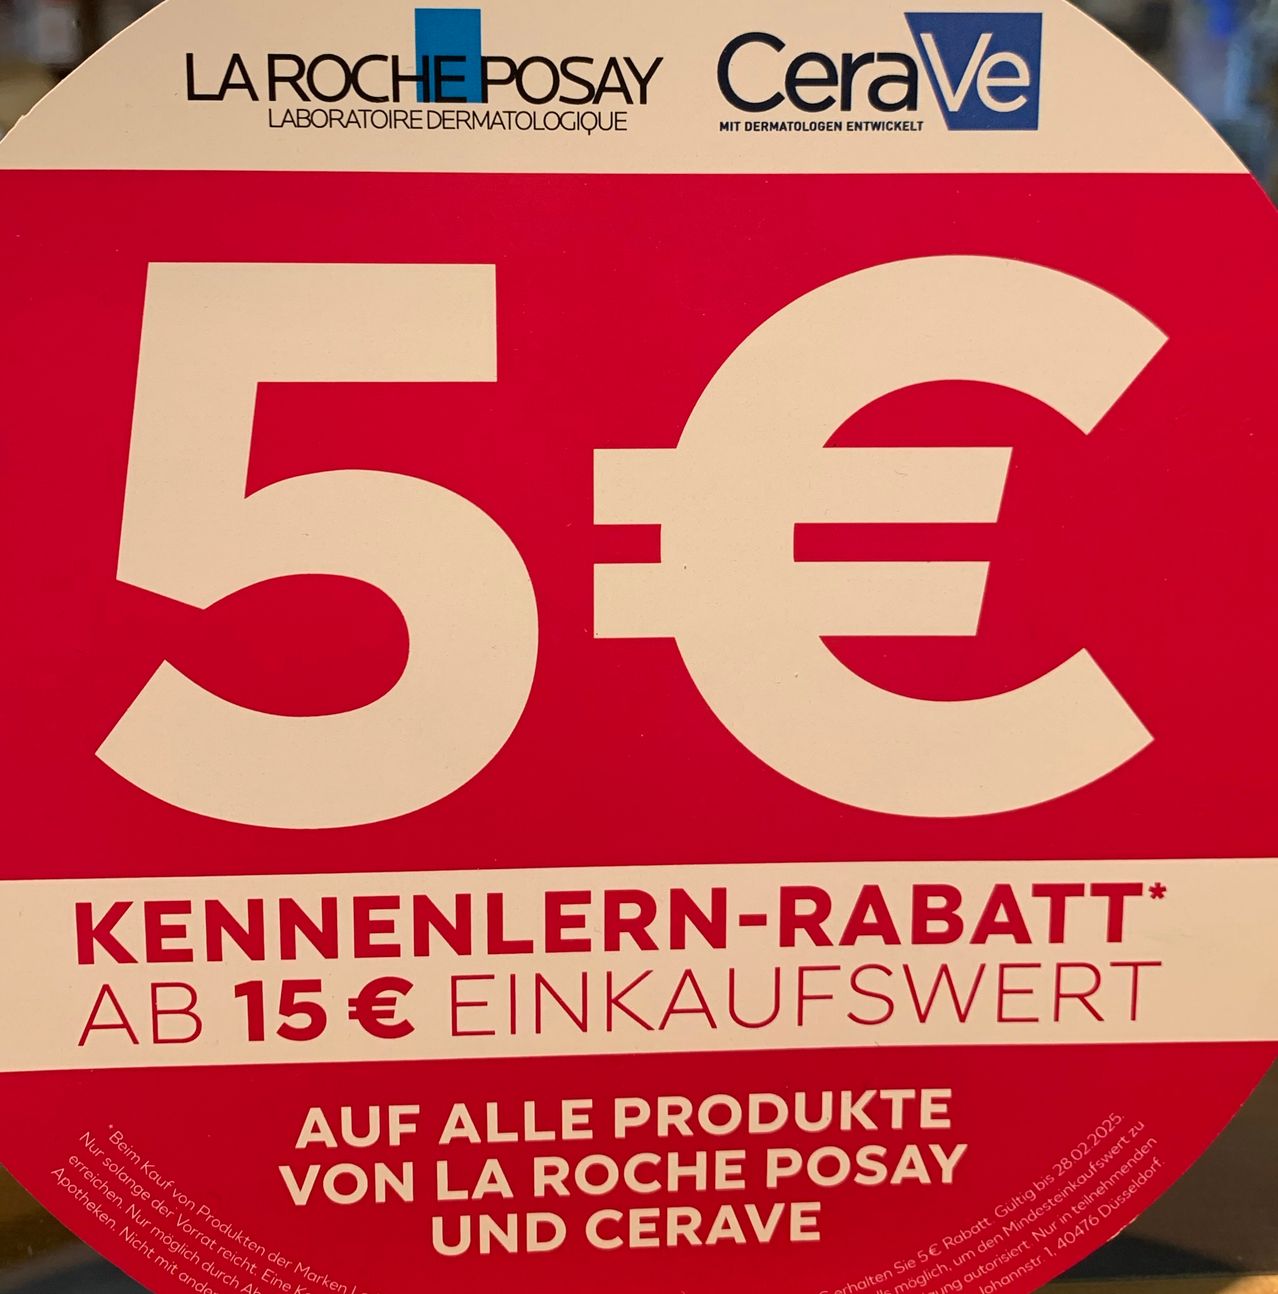 LA ROCHE POSAY
LABORATOIRE DERMATOLOGIQUE
CeraVe
MIT DERMATOLOGEN ENTWICKELT
5€
KENNENLERN-RABATT*
AB 15€ EINKAUFSWERT
AUF ALLE PRODUKTE
VON LA ROCHE POSAY
UND CERAVE
*Beim Kauf von Produkten der Marken
Nur solange der Vorrat reicht. Eine
erreichen. Nur möglich durch
Apotheken. Nicht mit
erhalten Sie 5€ Rabatt. Gültig bis 28.02.2025.
möglich, um den Mindesteinkaufswert zu
autorisiert. Nur in teilnehmenden
Johannstr. 1, 40476 Düsseldorf.